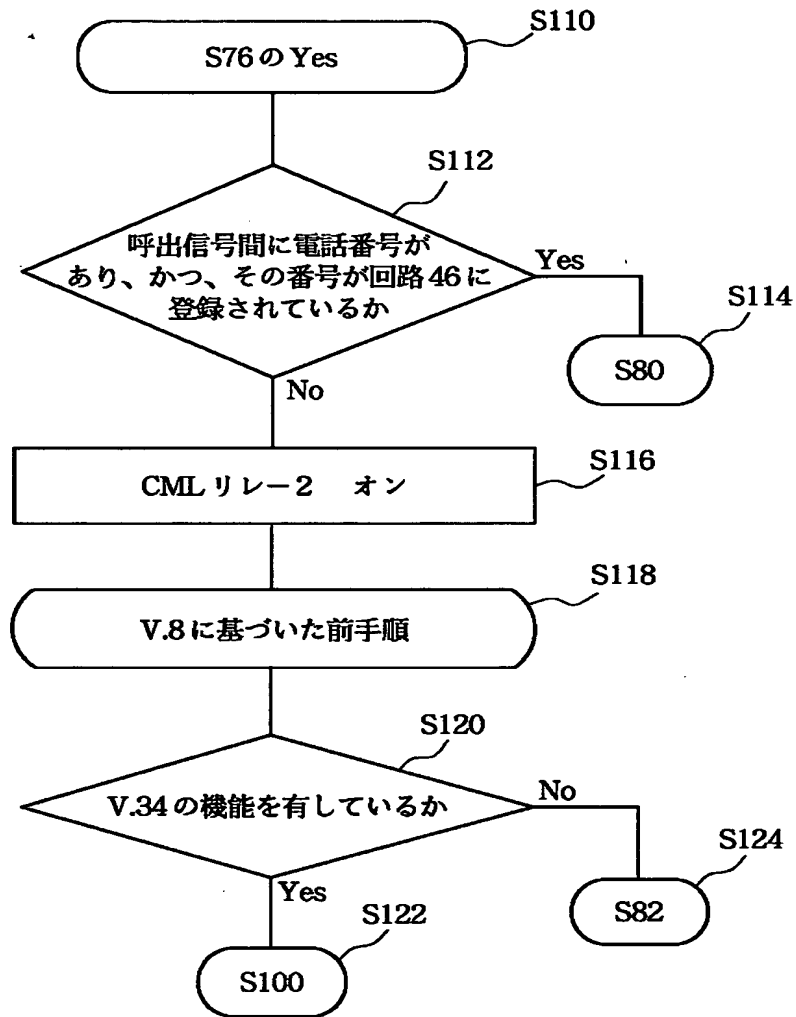 S110
S76のYes
S112
呼出信号間に電話番号が
あり、かつ、その番号が回路46に
登録されているか
Yes
S114
S80
No
S116
CMLリレー2 オン
S118
V.8に基づいた前手順
S120
V.34の機能を有しているか
No
S124
S82
Yes
S122
S100